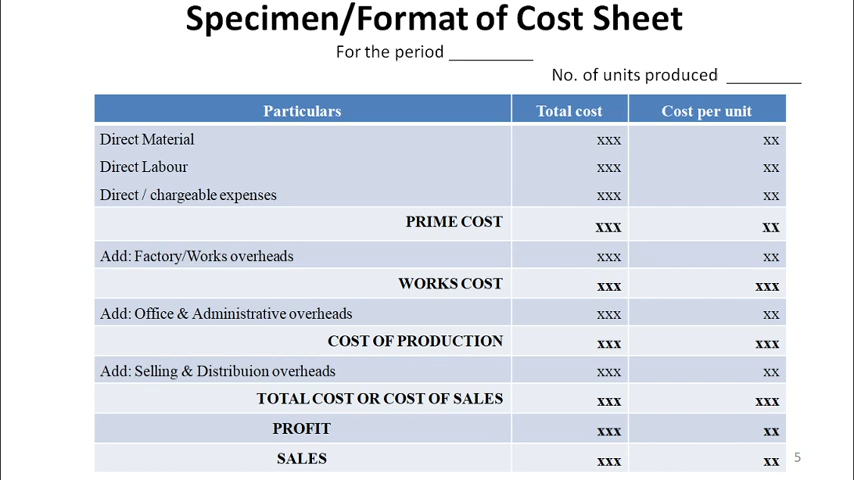 Specimen/Format of Cost Sheet
For the period __________
No. of units produced _________
Particulars Total cost Cost per unit
Direct Material xxx xx
Direct Labour xxx xx
Direct / chargeable expenses xxx xx
PRIME COST xxx xx
Add: Factory/Works overheads xxx xx
WORKS COST xxx xxx
Add: Office & Administrative overheads xxx xx
COST OF PRODUCTION xxx xxx
Add: Selling & Distribuion overheads xxx xx
TOTAL COST OR COST OF SALES xxx xxx
PROFIT xxx xx
SALES xxx xx
5